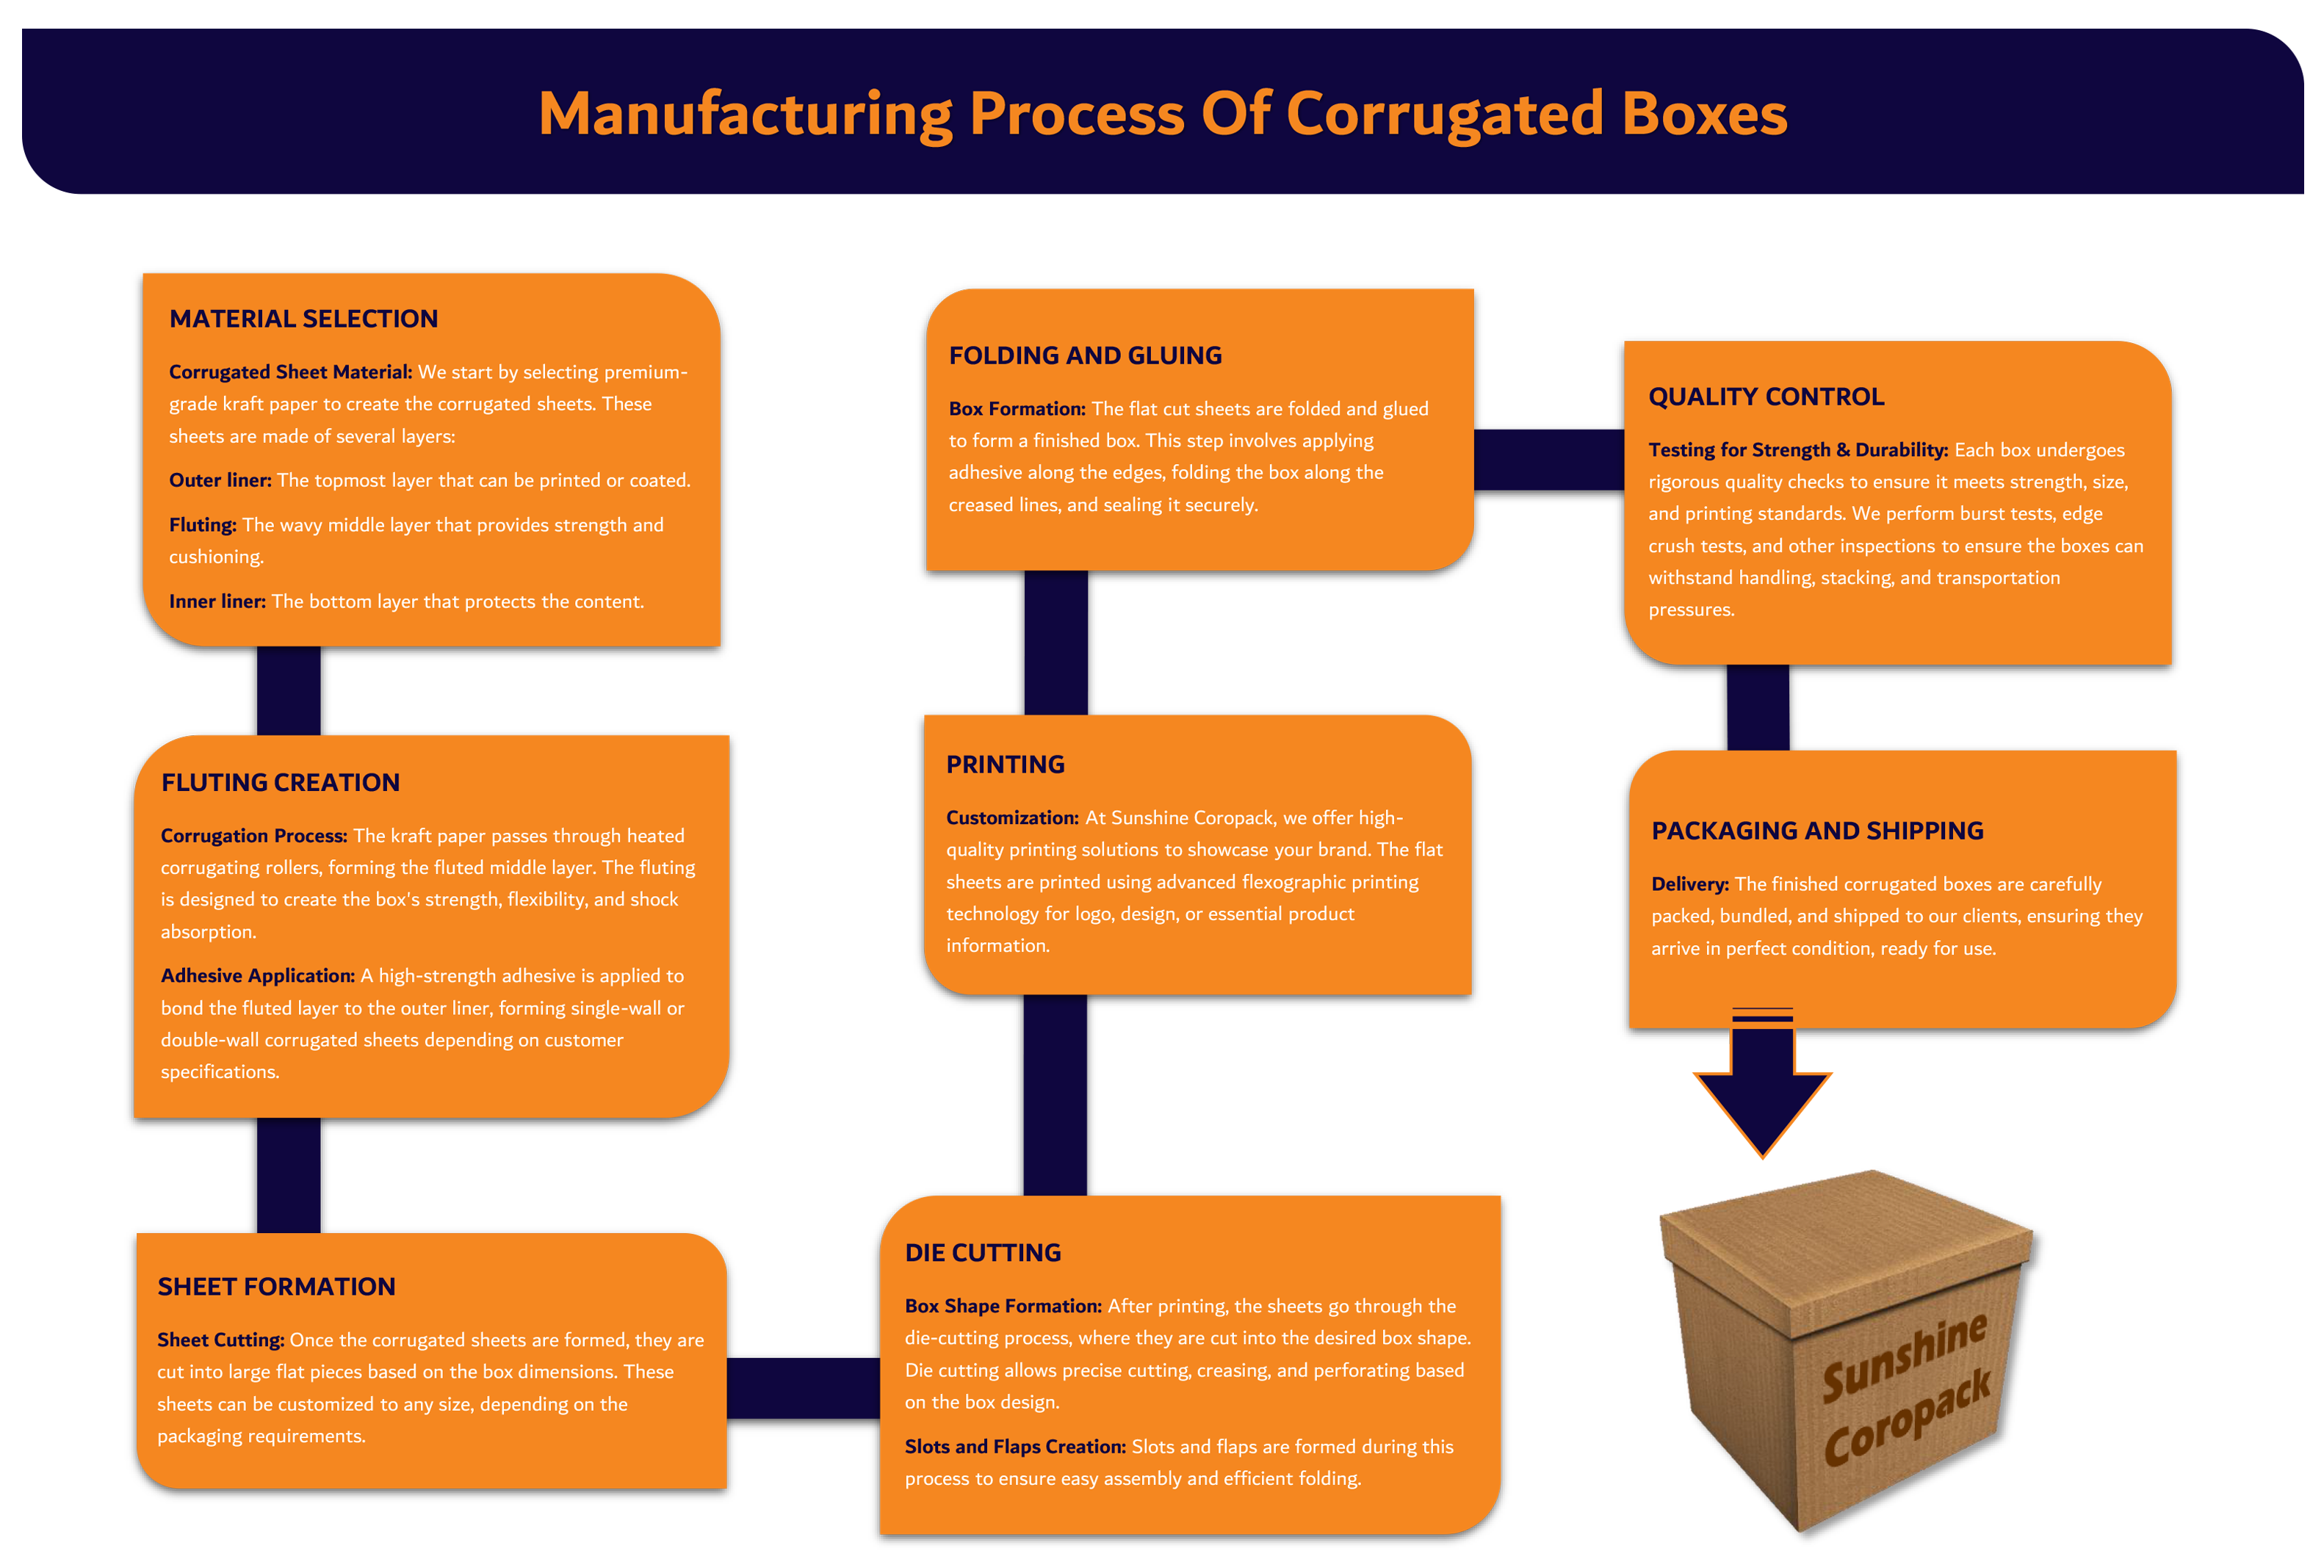 Manufacturing Process Of Corrugated Boxes
MATERIAL SELECTION
Corrugated Sheet Material: We start by selecting premium-
grade kraft paper to create the corrugated sheets. These
sheets are made of several layers:
Outer liner: The topmost layer that can be printed or coated.
Fluting: The wavy middle layer that provides strength and
cushioning.
Inner liner: The bottom layer that protects the content.
FLUTING CREATION
Corrugation Process: The kraft paper passes through heated
corrugating rollers, forming the fluted middle layer. The fluting
is designed to create the box's strength, flexibility, and shock
absorption.
Adhesive Application: A high-strength adhesive is applied to
bond the fluted layer to the outer liner, forming single-wall or
double-wall corrugated sheets depending on customer
specifications.
SHEET FORMATION
Sheet Cutting: Once the corrugated sheets are formed, they are
cut into large flat pieces based on the box dimensions. These
sheets can be customized to any size, depending on the
packaging requirements.
DIE CUTTING
Box Shape Formation: After printing, the sheets go through the
die-cutting process, where they are cut into the desired box shape.
Die cutting allows precise cutting, creasing, and perforating based
on the box design.
Slots and Flaps Creation: Slots and flaps are formed during this
process to ensure easy assembly and efficient folding.
PRINTING
Customization: At Sunshine Coropack, we offer high-
quality printing solutions to showcase your brand. The flat
sheets are printed using advanced flexographic printing
technology for logo, design, or essential product
information.
FOLDING AND GLUING
Box Formation: The flat cut sheets are folded and glued
to form a finished box. This step involves applying
adhesive along the edges, folding the box along the
creased lines, and sealing it securely.
QUALITY CONTROL
Testing for Strength & Durability: Each box undergoes
rigorous quality checks to ensure it meets strength, size,
and printing standards. We perform burst tests, edge
crush tests, and other inspections to ensure the boxes can
withstand handling, stacking, and transportation
pressures.
PACKAGING AND SHIPPING
Delivery: The finished corrugated boxes are carefully
packed, bundled, and shipped to our clients, ensuring they
arrive in perfect condition, ready for use.
Sunshine
Coropack